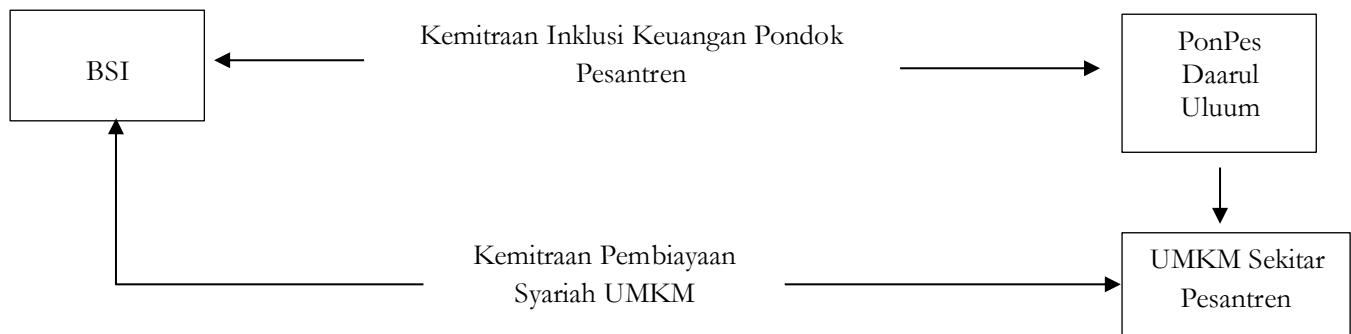 BSI
Kemitraan Inklusi Keuangan Pondok
Pesantren
PonPes
Daarul
Uluum
Kemitraan Pembiayaan
Syariah UMKM
UMKM Sekitar
Pesantren